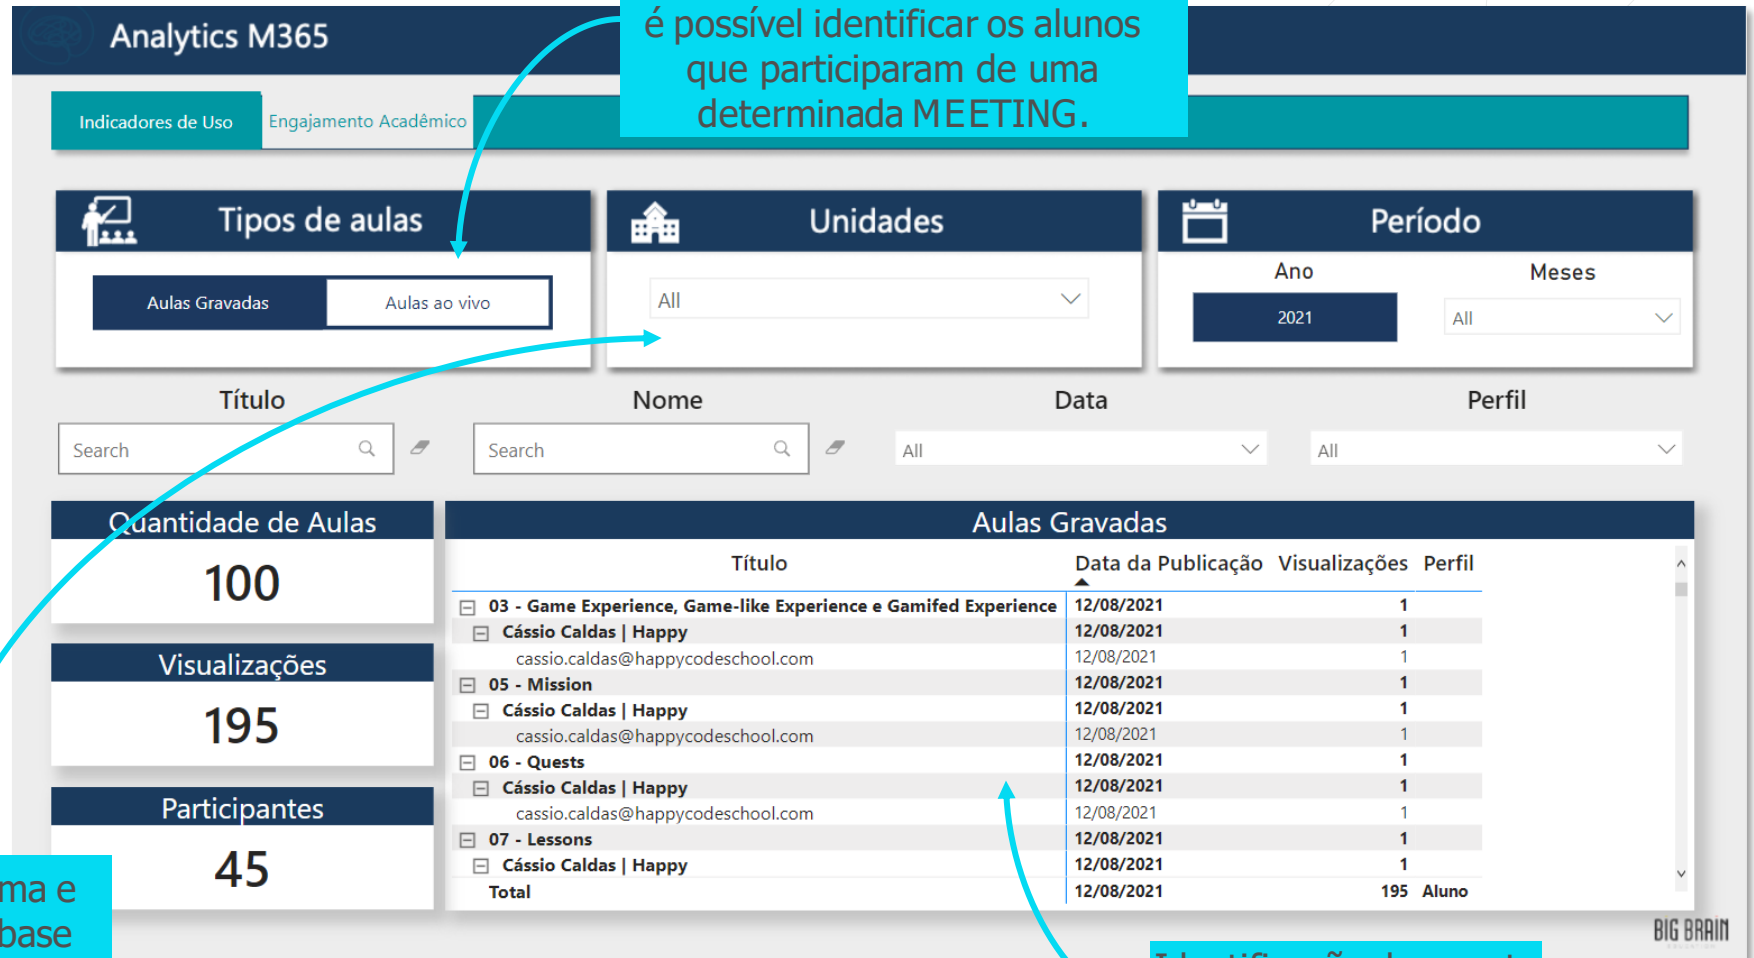 Analytics M365
é possível identificar os alunos
que participaram de uma
determinada MEETING.
Indicadores de Uso
Engajamento Acadêmico
Tipos de aulas
Aulas Gravadas
Aulas ao vivo
Unidades
All
Período
Ano
Meses
2021
All
Título
Nome
Data
Perfil
Search
Search
All
All
Quantidade de Aulas
100
Visualizações
195
Participantes
45
Aulas Gravadas
Título Data da Publicação Visualizações Perfil
03 - Game Experience, Game-like Experience e Gamifed Experience 12/08/2021 1
Cássio Caldas | Happy 12/08/2021 1
cassio.caldas@happycodeschool.com 12/08/2021 1
05 - Mission 12/08/2021 1
Cássio Caldas | Happy 12/08/2021 1
cassio.caldas@happycodeschool.com 12/08/2021 1
06 - Quests 12/08/2021 1
Cássio Caldas | Happy 12/08/2021 1
cassio.caldas@happycodeschool.com 12/08/2021 1
07 - Lessons 12/08/2021 1
Cássio Caldas | Happy 12/08/2021 1
Total 12/08/2021 195 Aluno
ma e
base
BIG BRAIN